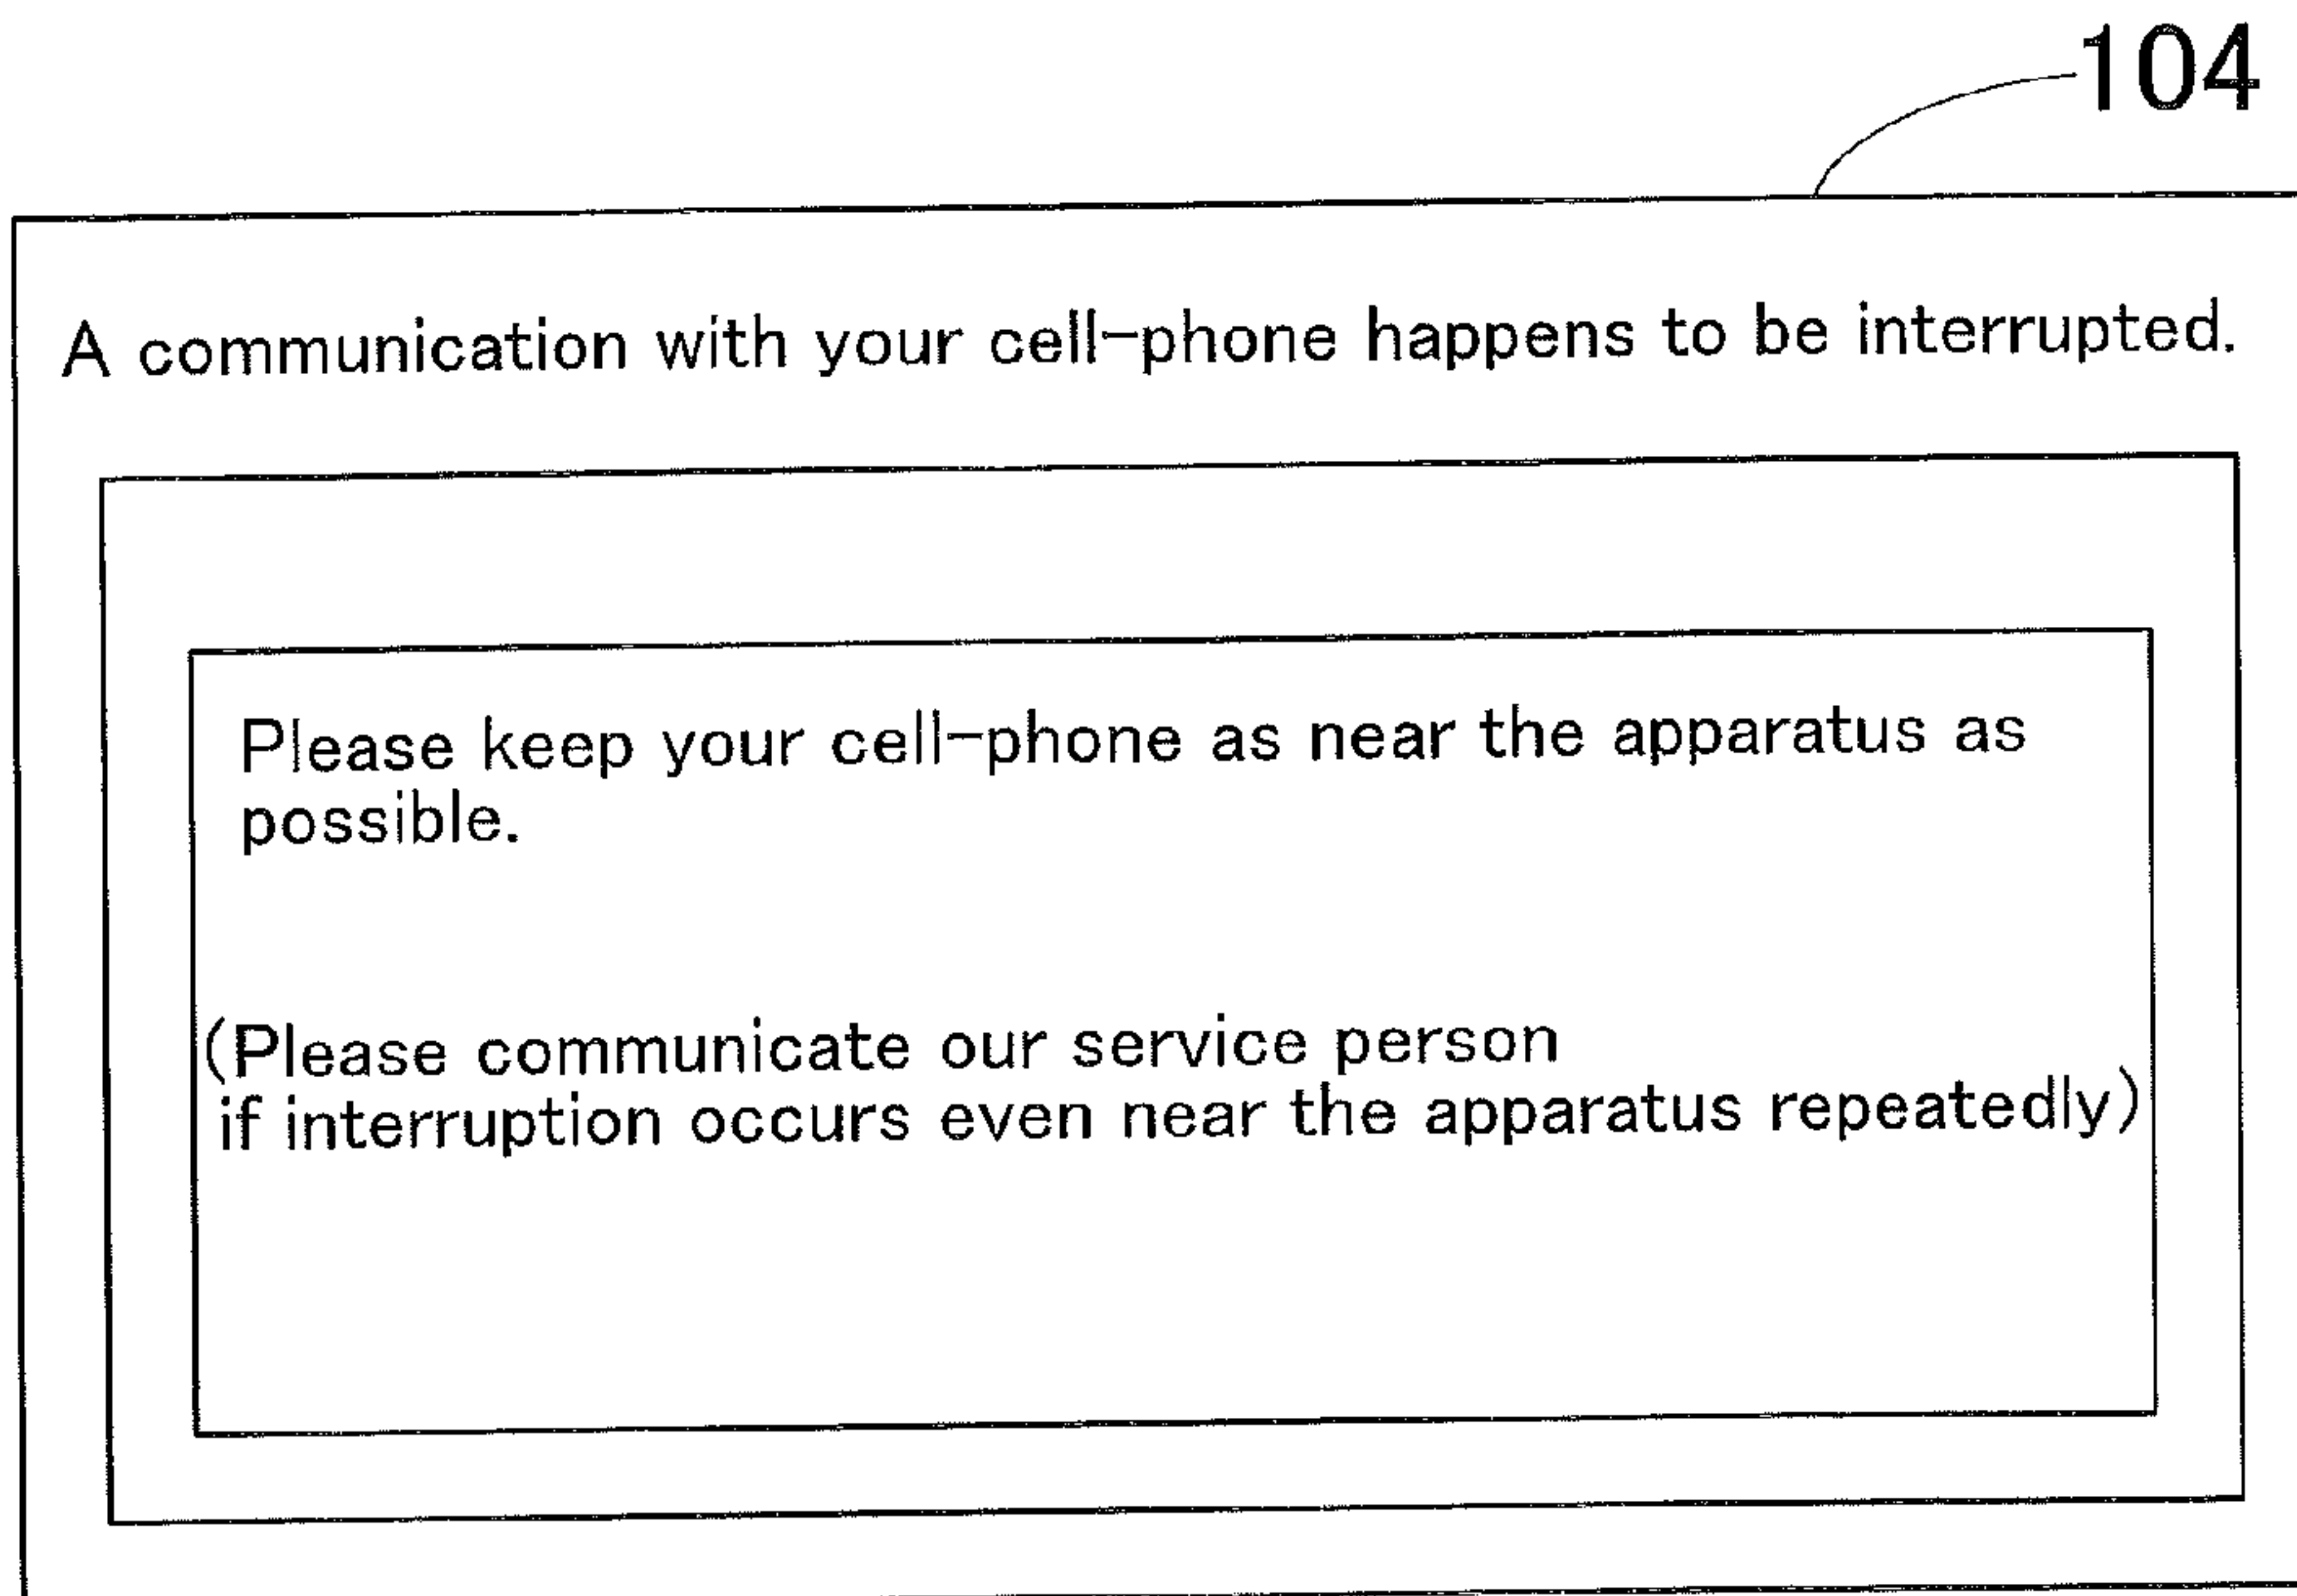 104
A communication with your cell-phone happens to be interrupted.
Please keep your cell-phone as near the apparatus as
possible.
(Please communicate our service person
if interruption occurs even near the apparatus repeatedly)